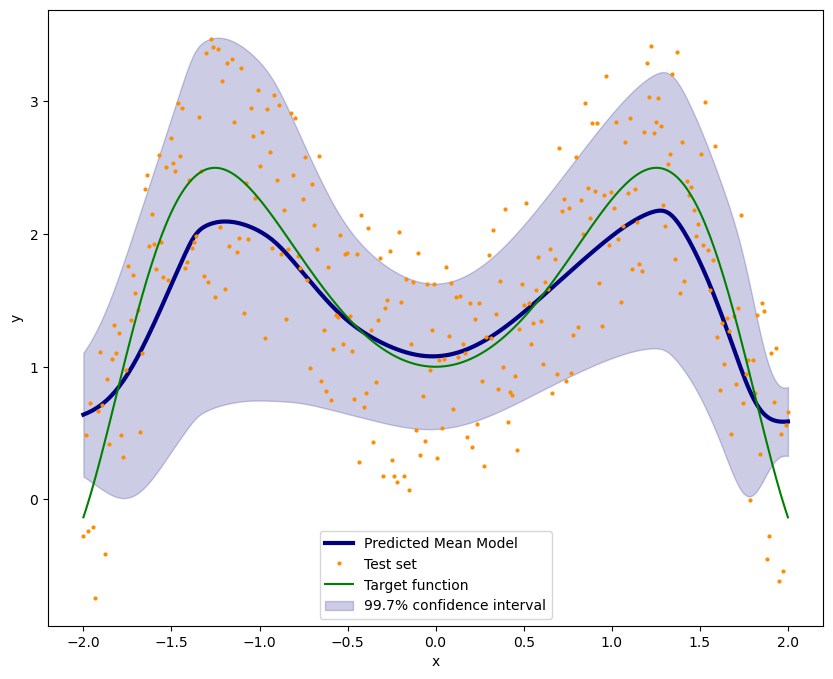 y
3
2
1
0
Predicted Mean Model
Test set
Target function
99.7% confidence interval
−2.0 −1.5 −1.0 −0.5 0.0 0.5 1.0 1.5 2.0
x